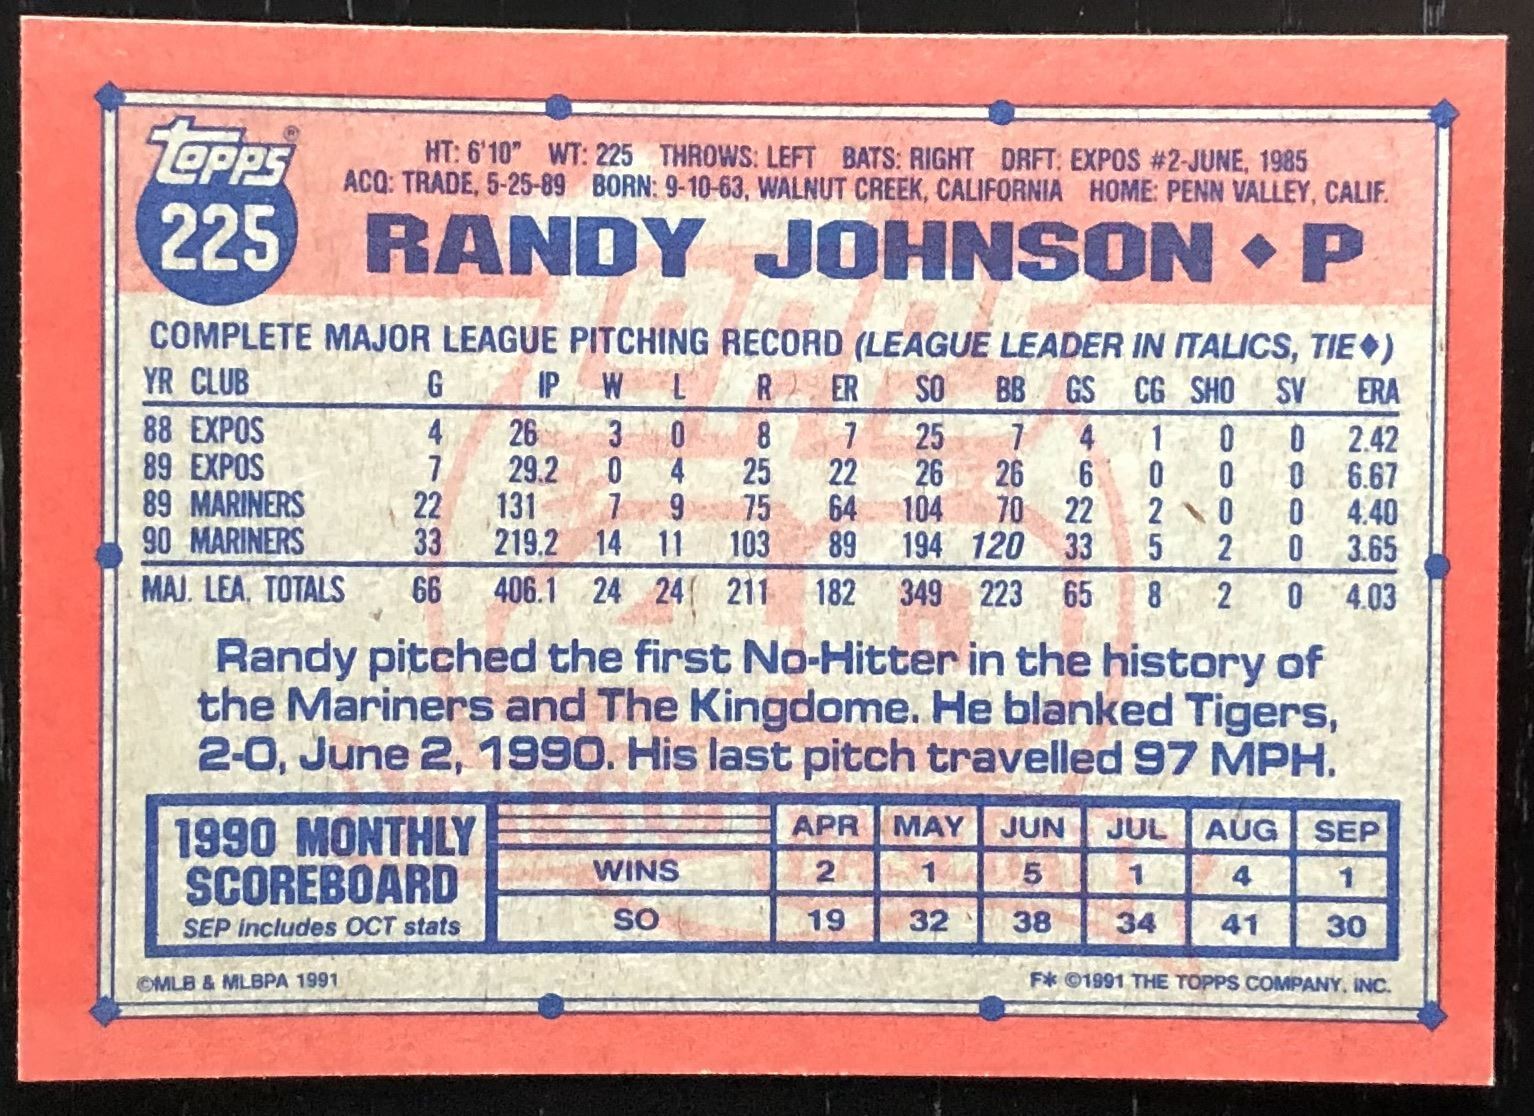 Topps®
225
HT: 6'10" WT: 225 THROWS: LEFT BATS: RIGHT DRFT: EXPOS #2-JUNE, 1985
ACQ: TRADE, 5-25-89 BORN: 9-10-63, WALNUT CREEK, CALIFORNIA HOME: PENN VALLEY, CALIF.
RANDY JOHNSON ♦ P
COMPLETE MAJOR LEAGUE PITCHING RECORD (LEAGUE LEADER IN ITALICS, TIE♦)
YR CLUB G IP W L R ER SO BB GS CG SHO SV ERA
88 EXPOS 4 26 3 0 8 7 25 7 4 1 0 0 2.42
89 EXPOS 7 29.2 0 4 25 22 26 26 6 0 0 0 6.67
89 MARINERS 22 131 7 9 75 64 104 70 22 2 0 0 4.40
90 MARINERS 33 219.2 14 11 103 89 194 120 33 5 2 0 3.65
MAJ. LEA. TOTALS 66 406.1 24 24 211 182 349 223 65 8 2 0 4.03
Randy pitched the first No-Hitter in the history of
the Mariners and The Kingdome. He blanked Tigers,
2-0, June 2, 1990. His last pitch travelled 97 MPH.
1990 MONTHLY
SCOREBOARD
SEP includes OCT stats
APR MAY JUN JUL AUG SEP
WINS 2 1 5 1 4 1
SO 19 32 38 34 41 30
©MLB & MLBPA 1991
F* ©1991 THE TOPPS COMPANY, INC.